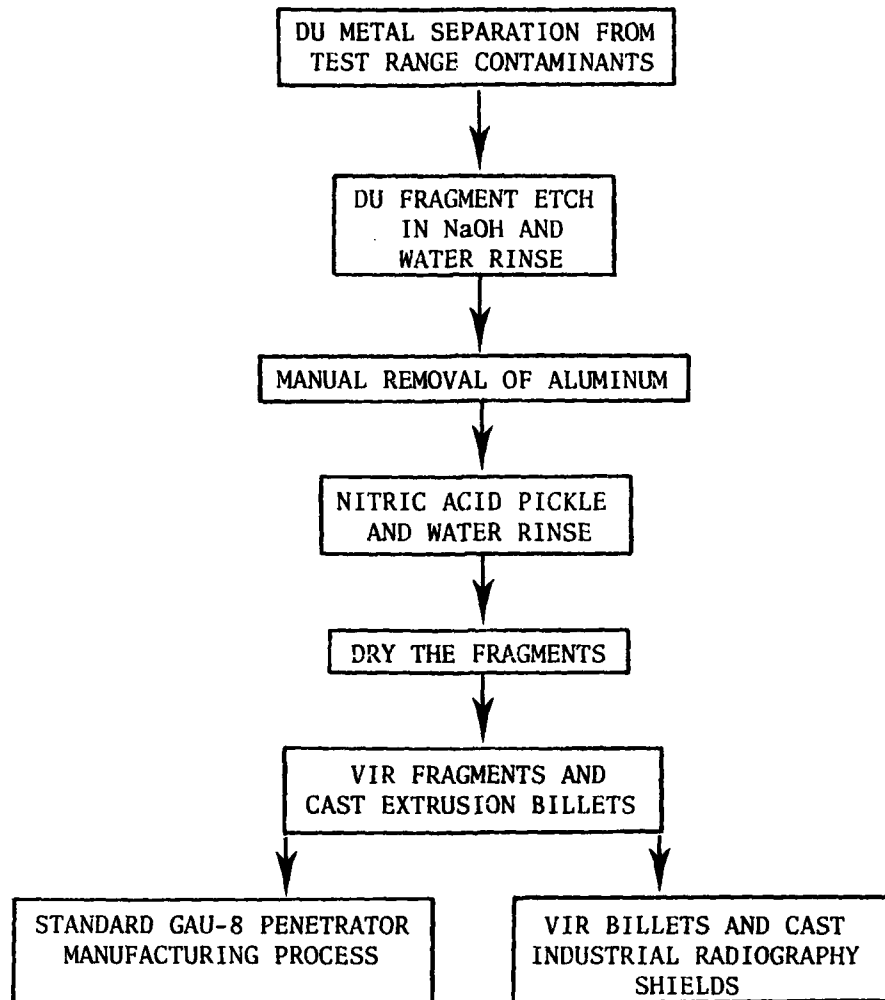 DU METAL SEPARATION FROM
TEST RANGE CONTAMINANTS
DU FRAGMENT ETCH
IN NaOH AND
WATER RINSE
MANUAL REMOVAL OF ALUMINUM
NITRIC ACID PICKLE
AND WATER RINSE
DRY THE FRAGMENTS
VIR FRAGMENTS AND
CAST EXTRUSION BILLETS
STANDARD GAU-8 PENETRATOR
MANUFACTURING PROCESS
VIR BILLETS AND CAST
INDUSTRIAL RADIOGRAPHY
SHIELDS